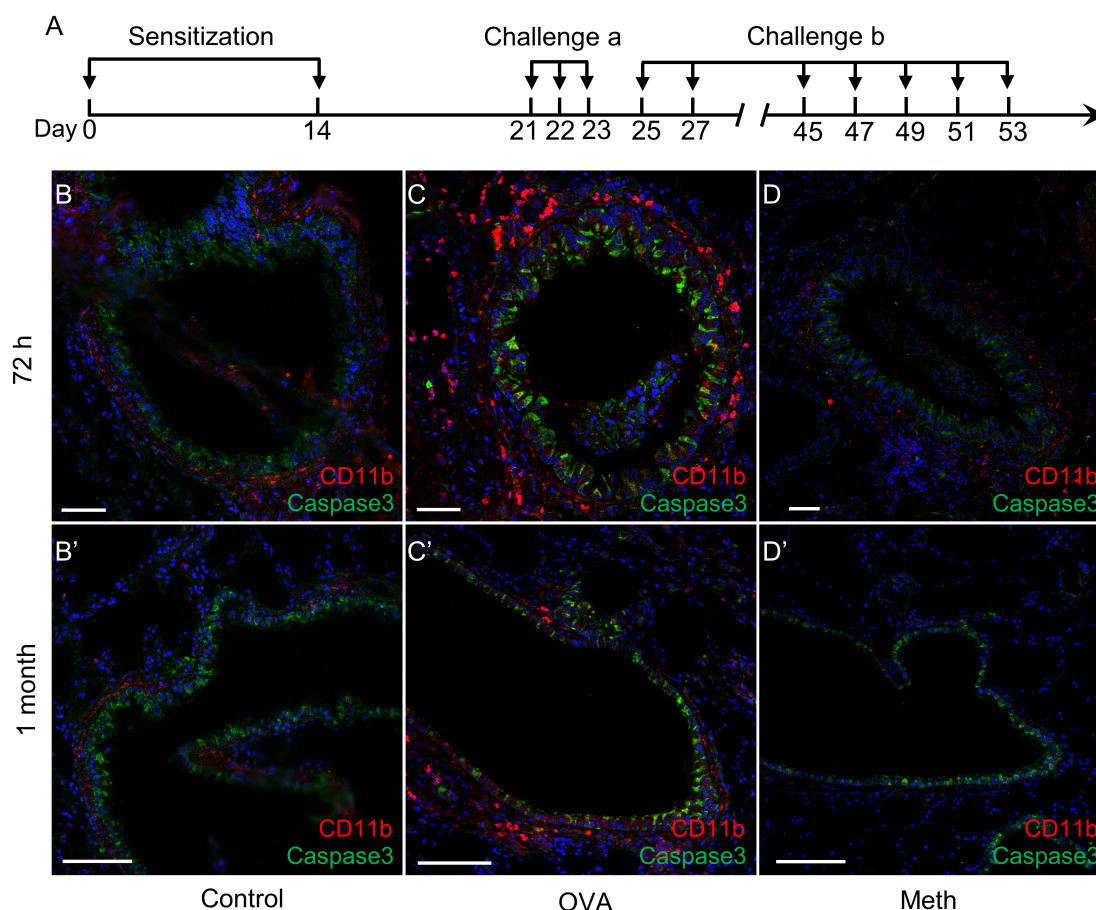 A
Sensitization
Challenge a
Challenge b
Day 0 14 21 22 23 25 27 45 47 49 51 53
B C D
72 h
CD11b CD11b CD11b
Caspase3 Caspase3 Caspase3
B’ C’ D’
1 month
CD11b CD11b CD11b
Caspase3 Caspase3 Caspase3
Control OVA Meth